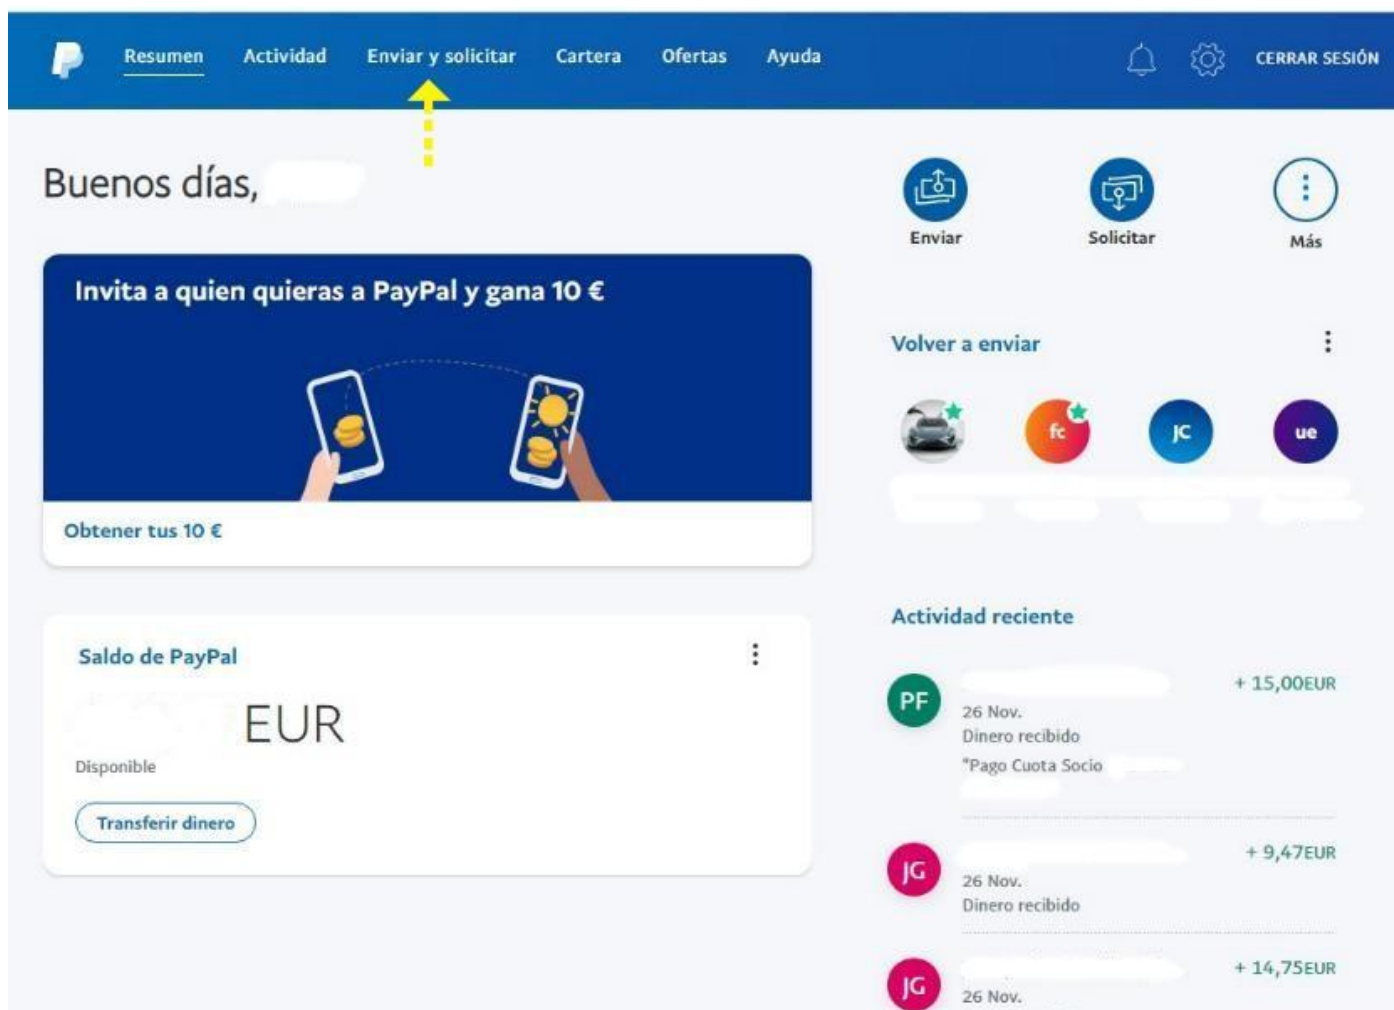 Resumen Actividad Enviar y solicitar Cartera Ofertas Ayuda CERRAR SESIÓN
Buenos días,
Enviar Solicitar Más
Invita a quien quieras a PayPal y gana 10 €
Obtener tus 10 €
Volver a enviar
fc JC ue
Saldo de PayPal
EUR
Disponible
Transferir dinero
Actividad reciente
PF
+ 15,00EUR
26 Nov.
Dinero recibido
"Pago Cuota Socio
JG
+ 9,47EUR
26 Nov.
Dinero recibido
JG
+ 14,75EUR
26 Nov.